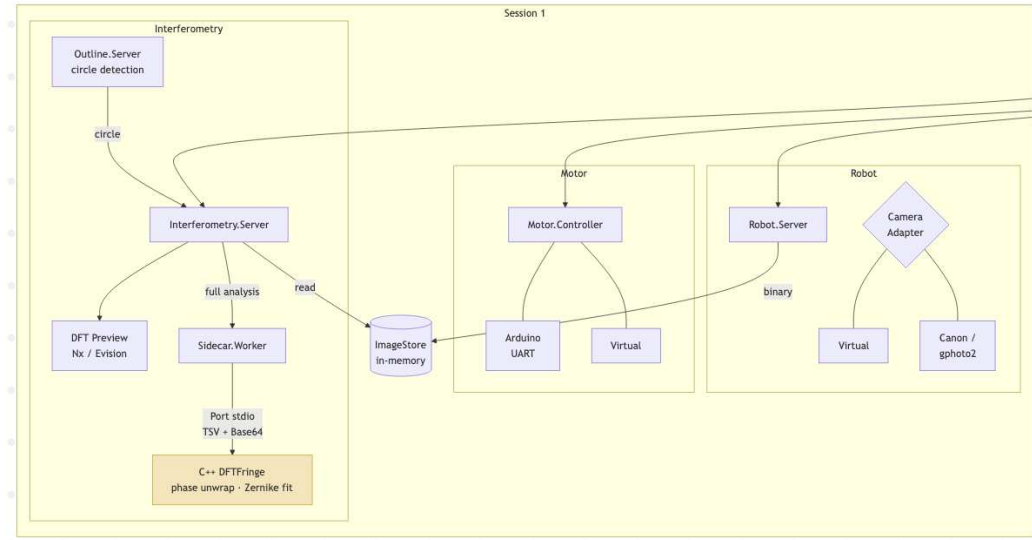 Session 1
Interferometry
Outline.Server
circle detection
circle
Interferometry.Server
full analysis
read
DFT Preview
Nx / Evision
Sidecar.Worker
ImageStore
in-memory
Port stdio
TSV + Base64
C++ DFTFringe
phase unwrap · Zernike fit
Motor
Motor.Controller
Arduino
UART
Virtual
Robot
Robot.Server
Camera
Adapter
binary
Virtual
Canon /
gphoto2